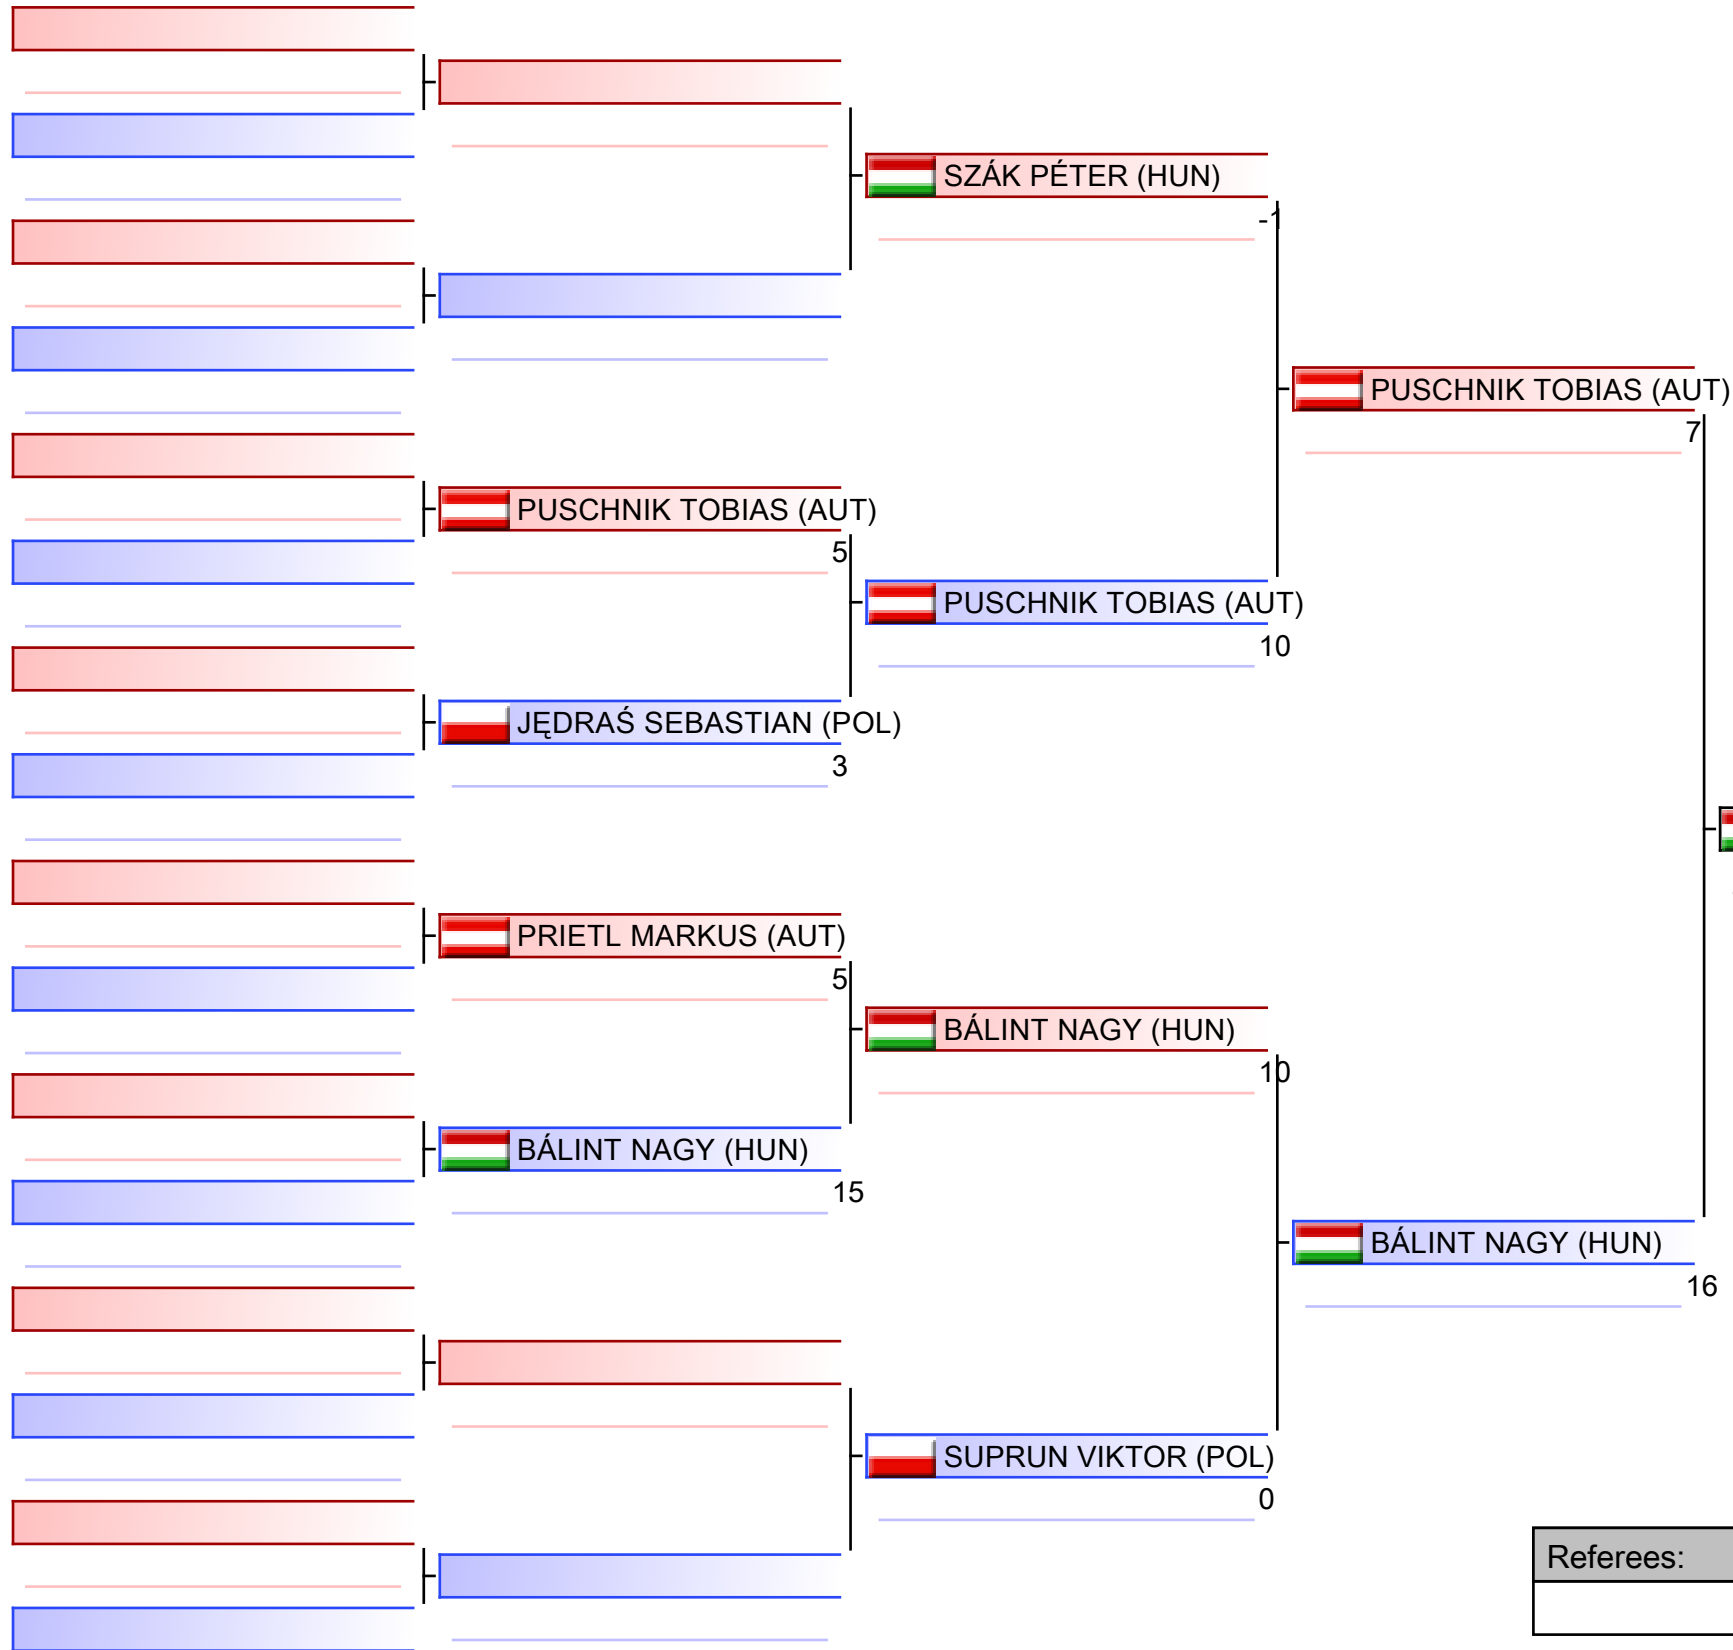 SZÁK PÉTER (HUN)
-1
PUSCHNIK TOBIAS (AUT)
7
PUSCHNIK TOBIAS (AUT)
5
PUSCHNIK TOBIAS (AUT)
10
JĘDRAŚ SEBASTIAN (POL)
3
PRIETL MARKUS (AUT)
5
BÁLINT NAGY (HUN)
10
BÁLINT NAGY (HUN)
15
BÁLINT NAGY (HUN)
16
SUPRUN VIKTOR (POL)
0
Referees: